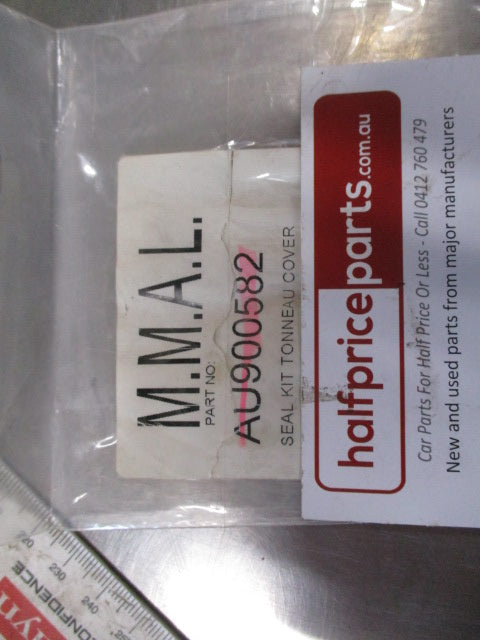 M.M.A.L.
PART NO:
AU900582
SEAL KIT TONNEAU COVER
halfpriceparts.com.au
Car Parts For Half Price Or Less - Call 0412 760 479
New and used parts from major manufacturers
220
230
240
CONFIDENCE